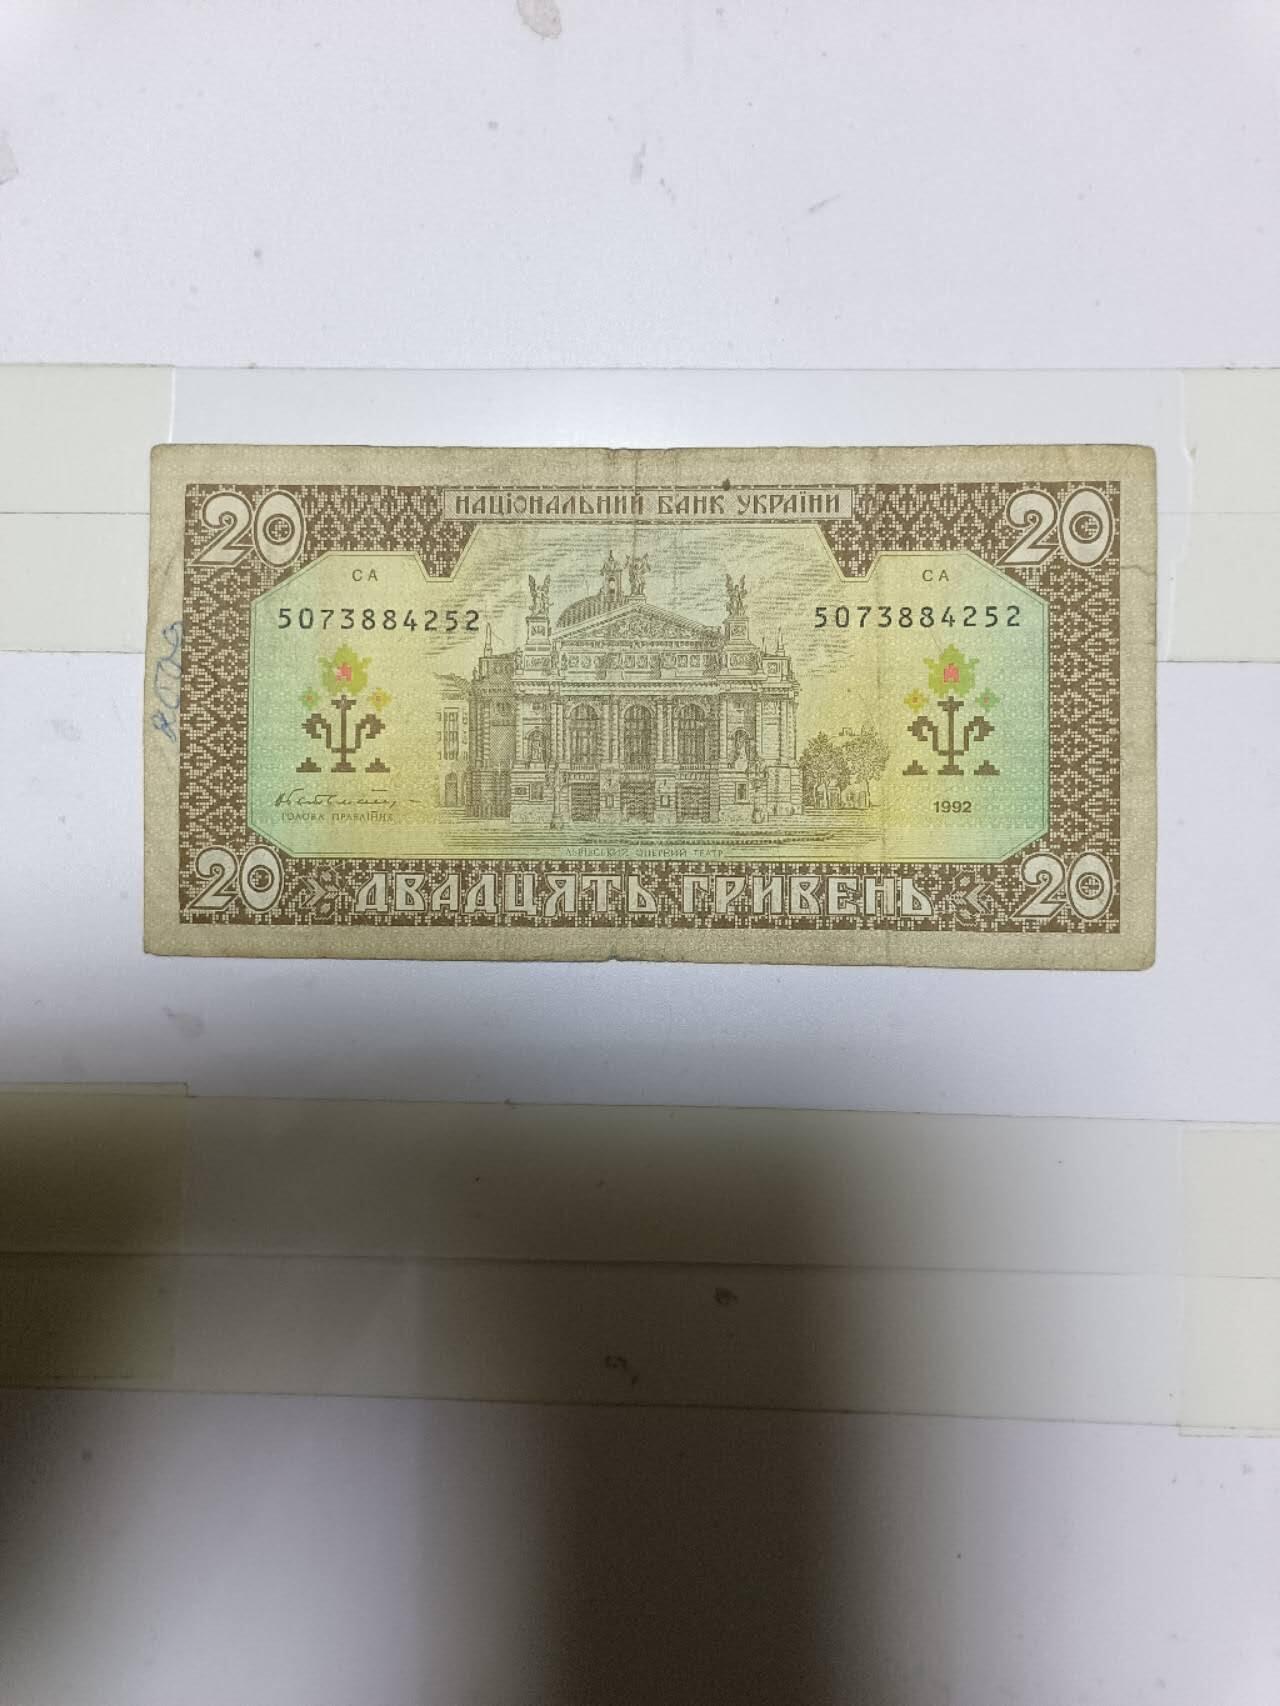 20 НАЦІОНАЛЬНИЙ БАНК УКРАЇНИ 20
СА СА
5073884252 5073884252
ГОЛОВА ПРАВЛІННЯ
1992
ЛЬВІВСЬКИЙ ОПЕРНИЙ ТЕАТР
20 ДВАДЦЯТЬ ГРИВЕНЬ 20